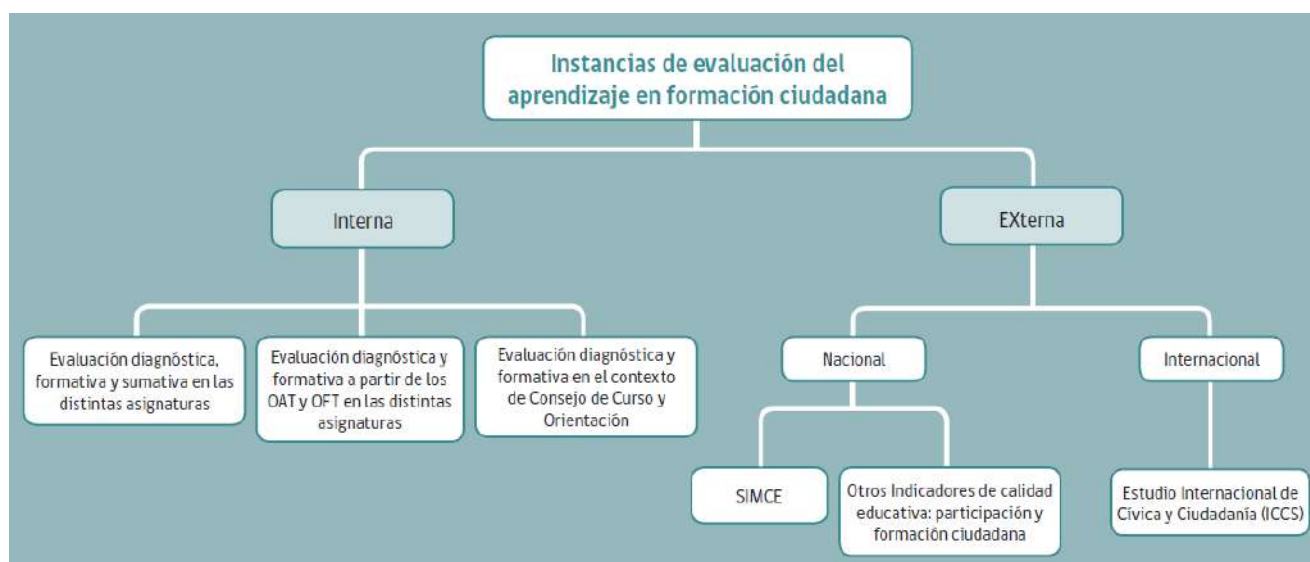 Instancias de evaluación del
aprendizaje en formación ciudadana
Interna
EXterna
Evaluación diagnóstica,
formativa y sumativa en las
distintas asignaturas
Evaluación diagnóstica y
formativa a partir de los
OAT y OFT en las distintas
asignaturas
Evaluación diagnóstica y
formativa en el contexto
de Consejo de Curso y
Orientación
Nacional
Internacional
SIMCE
Otros Indicadores de calidad
educativa: participación y
formación ciudadana
Estudio Internacional de
Cívica y Ciudadanía (ICCS)